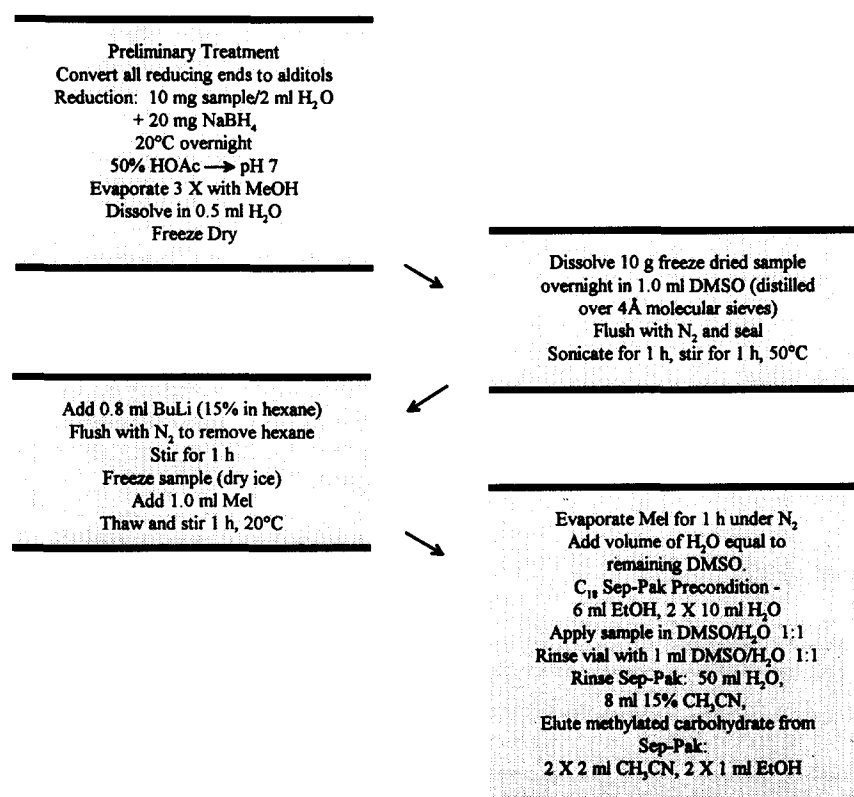 Preliminary Treatment
Convert all reducing ends to alditols
Reduction: 10 mg sample/2 ml H₂O
+ 20 mg NaBH₄
20°C overnight
50% HOAc → pH 7
Evaporate 3 X with MeOH
Dissolve in 0.5 ml H₂O
Freeze Dry
Dissolve 10 g freeze dried sample
overnight in 1.0 ml DMSO (distilled
over 4Å molecular sieves)
Flush with N₂ and seal
Sonicate for 1 h, stir for 1 h, 50°C
Add 0.8 ml BuLi (15% in hexane)
Flush with N₂ to remove hexane
Stir for 1 h
Freeze sample (dry ice)
Add 1.0 ml MeI
Thaw and stir 1 h, 20°C
Evaporate MeI for 1 h under N₂
Add volume of H₂O equal to
remaining DMSO.
C₁₈ Sep-Pak Precondition -
6 ml EtOH, 2 X 10 ml H₂O
Apply sample in DMSO/H₂O 1:1
Rinse vial with 1 ml DMSO/H₂O 1:1
Rinse Sep-Pak: 50 ml H₂O,
8 ml 15% CH₃CN,
Elute methylated carbohydrate from
Sep-Pak:
2 X 2 ml CH₃CN, 2 X 1 ml EtOH